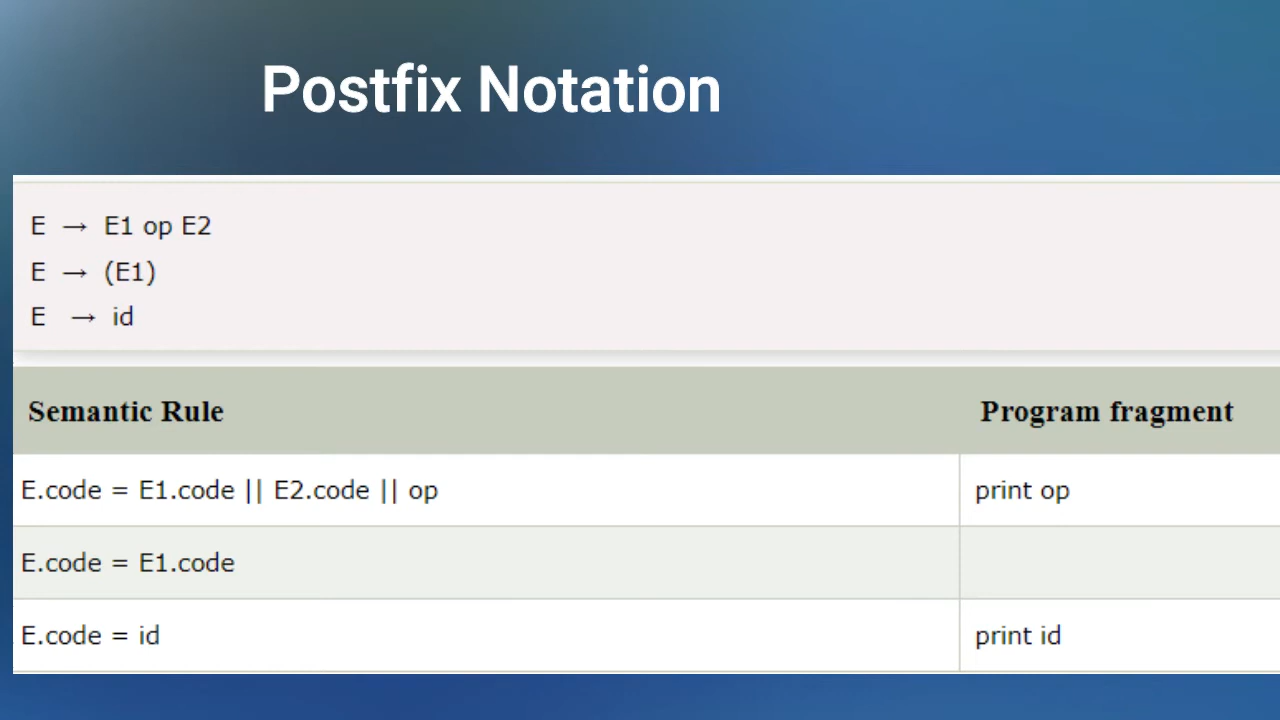 Postfix Notation
E → E1 op E2
E → (E1)
E → id
Semantic Rule Program fragment
E.code = E1.code || E2.code || op print op
E.code = E1.code
E.code = id print id